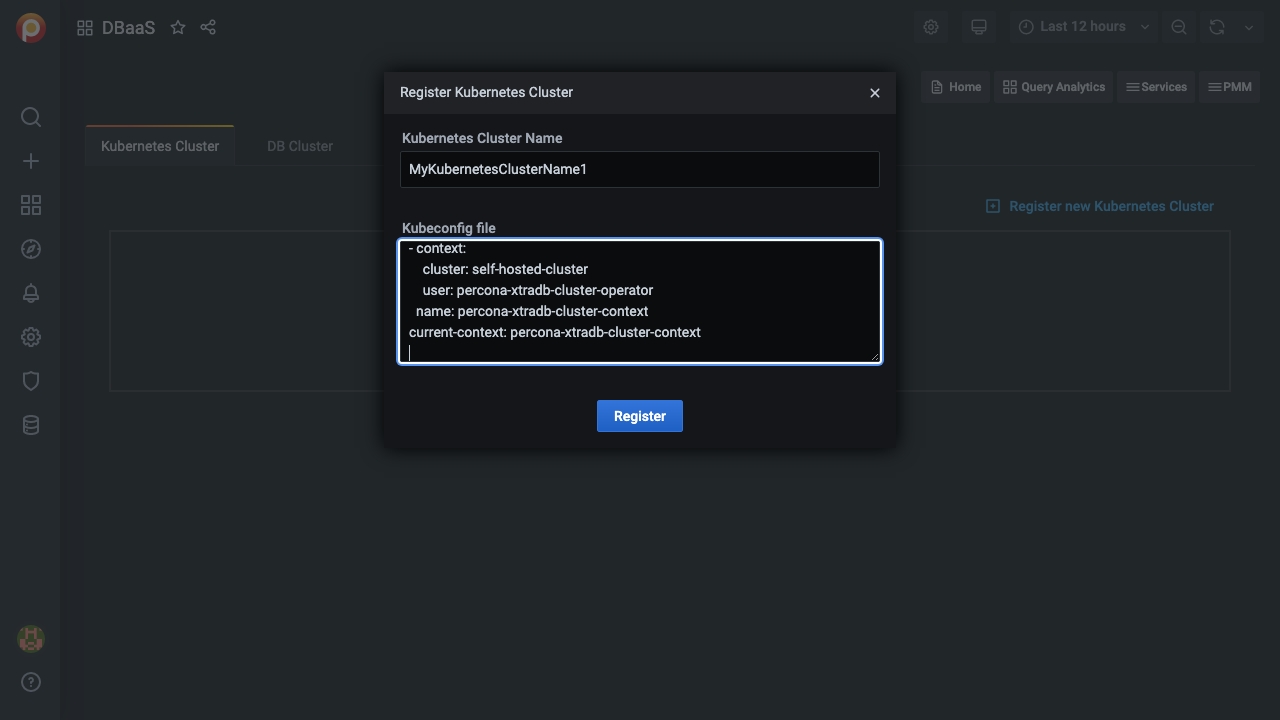 DBaaS
Last 12 hours
Home
Query Analytics
Services
PMM
Kubernetes Cluster
DB Cluster
Register new Kubernetes Cluster
Register Kubernetes Cluster
Kubernetes Cluster Name
MyKubernetesClusterName1
Kubeconfig file
- context:
    cluster: self-hosted-cluster
    user: percona-xtradb-cluster-operator
  name: percona-xtradb-cluster-context
current-context: percona-xtradb-cluster-context
Register